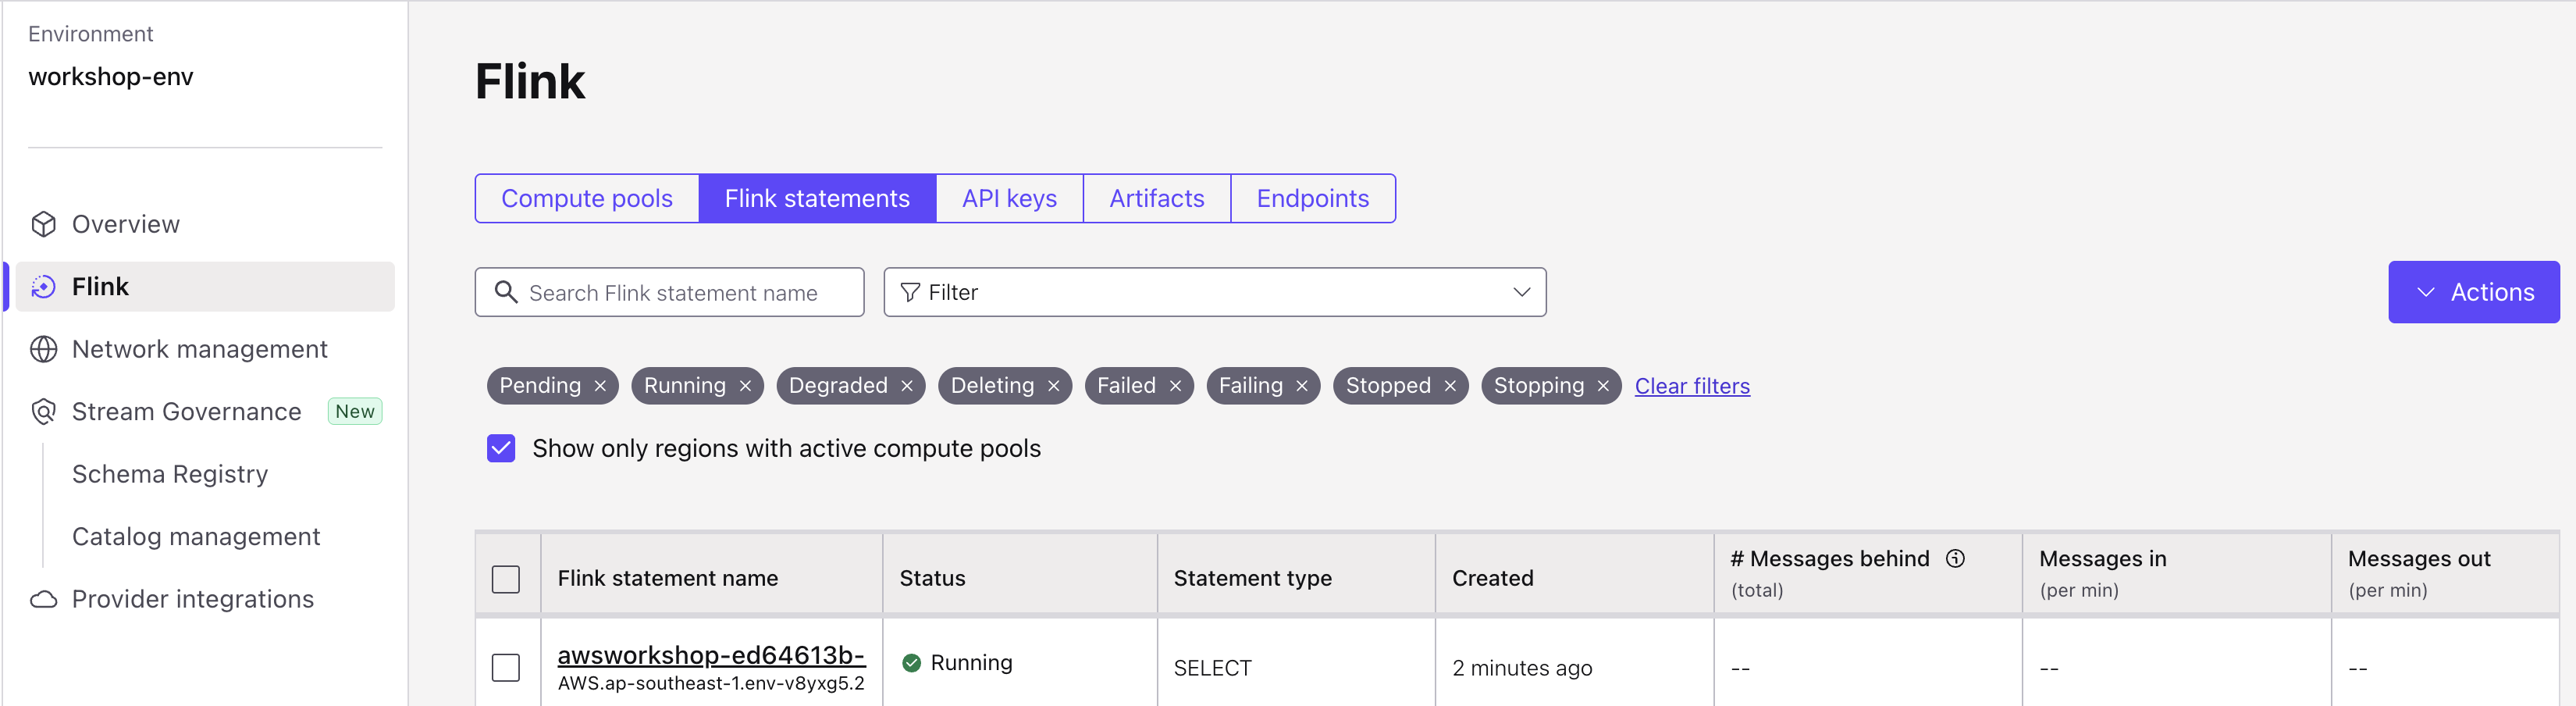 Environment
workshop-env
Overview
Flink
Network management
Stream Governance New
Schema Registry
Catalog management
Provider integrations
Flink
Compute pools Flink statements API keys Artifacts Endpoints
Search Flink statement name Filter Actions
Pending × Running × Degraded × Deleting × Failed × Failing × Stopped × Stopping × Clear filters
Show only regions with active compute pools
Flink statement name Status Statement type Created # Messages behind (total) Messages in (per min) Messages out (per min)
awsworkshop-ed64613b- Running SELECT 2 minutes ago -- -- --
AWS.ap-southeast-1.env-v8yxg5.2